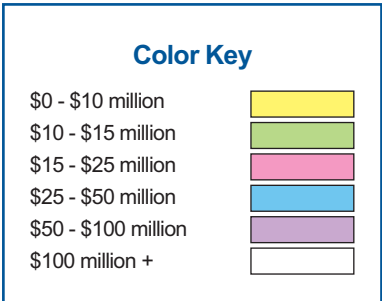 Color Key
$0 - $10 million
$10 - $15 million
$15 - $25 million
$25 - $50 million
$50 - $100 million
$100 million +